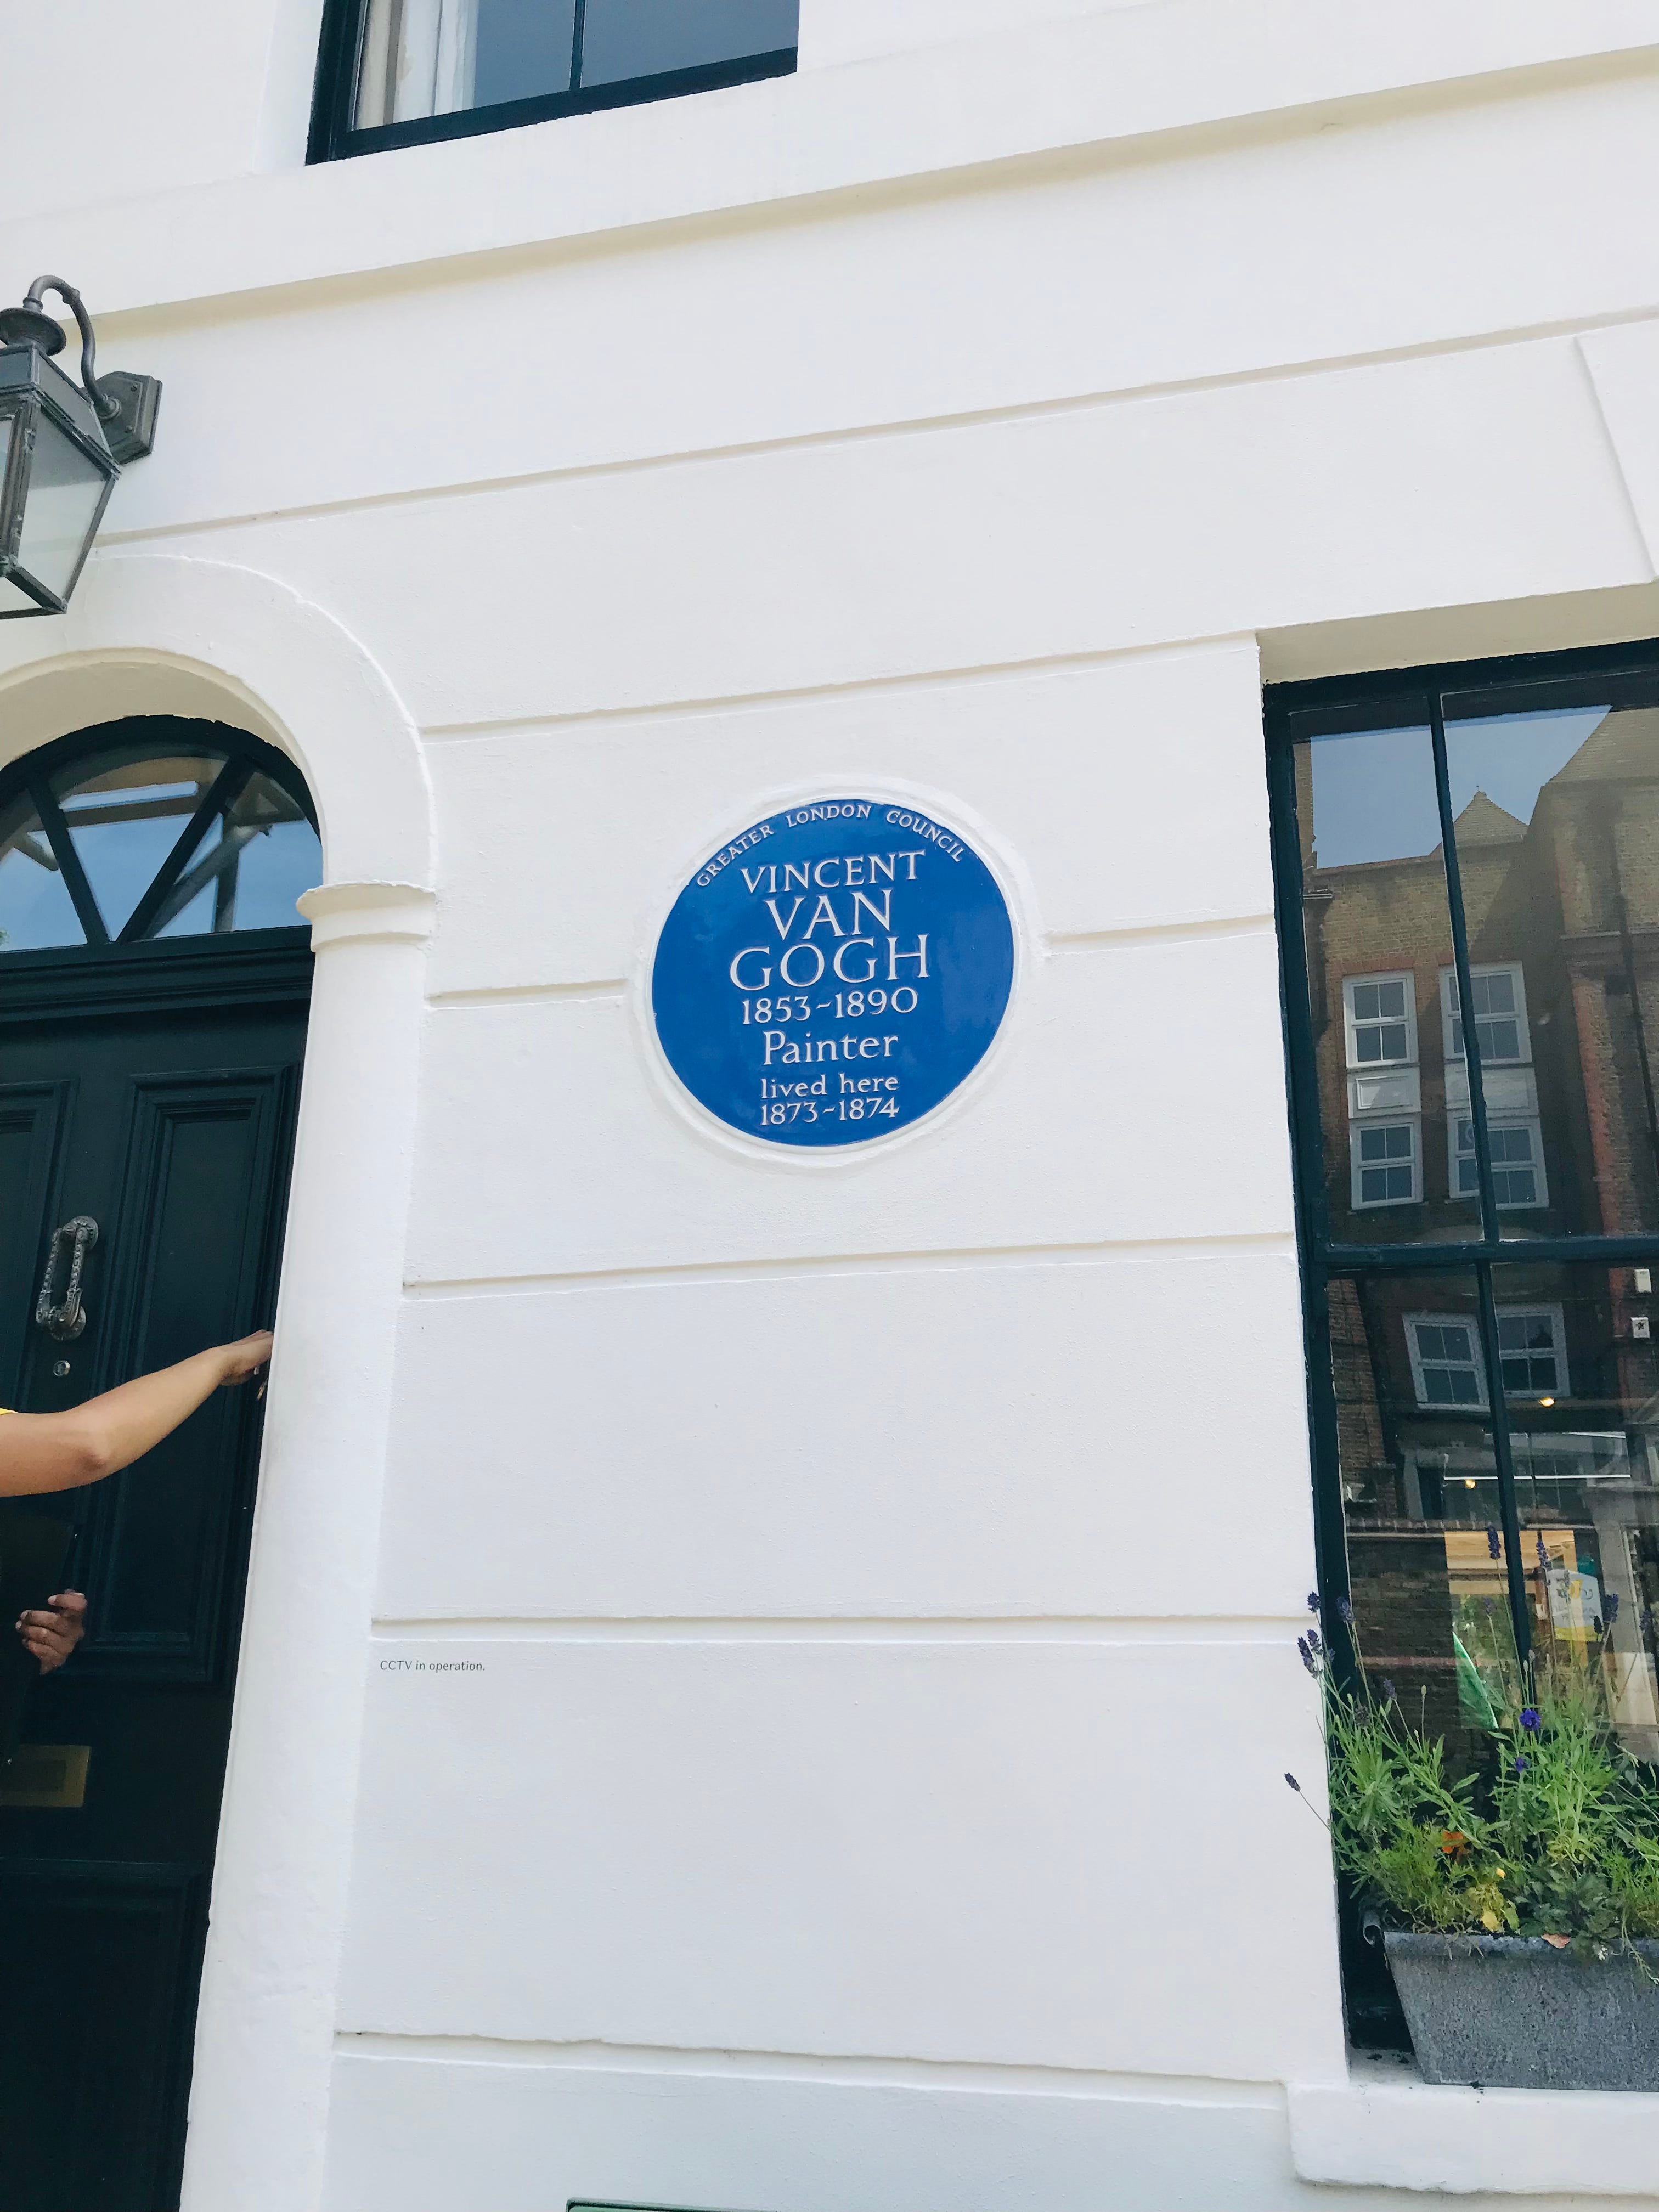 GREATER LONDON COUNCIL
VINCENT
VAN
GOGH
1853~1890
Painter
lived here
1873~1874
CCTV in operation.